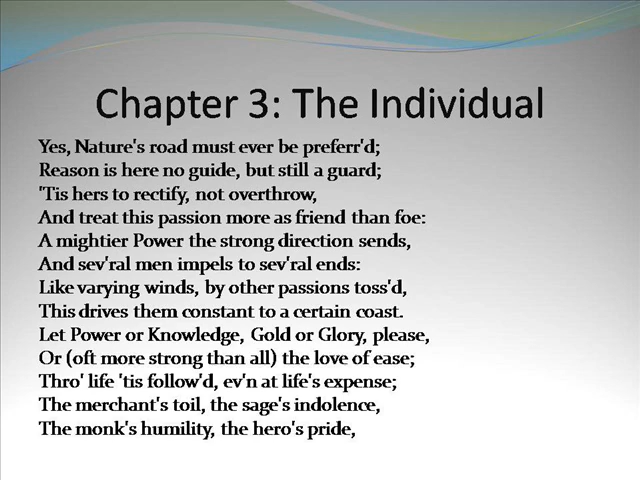 Chapter 3: The Individual
Yes, Nature's road must ever be preferr'd;
Reason is here no guide, but still a guard;
'Tis hers to rectify, not overthrow,
And treat this passion more as friend than foe:
A mightier Power the strong direction sends,
And sev'ral men impels to sev'ral ends:
Like varying winds, by other passions toss'd,
This drives them constant to a certain coast.
Let Power or Knowledge, Gold or Glory, please,
Or (oft more strong than all) the love of ease;
Thro' life 'tis follow'd, ev'n at life's expense;
The merchant's toil, the sage's indolence,
The monk's humility, the hero's pride,